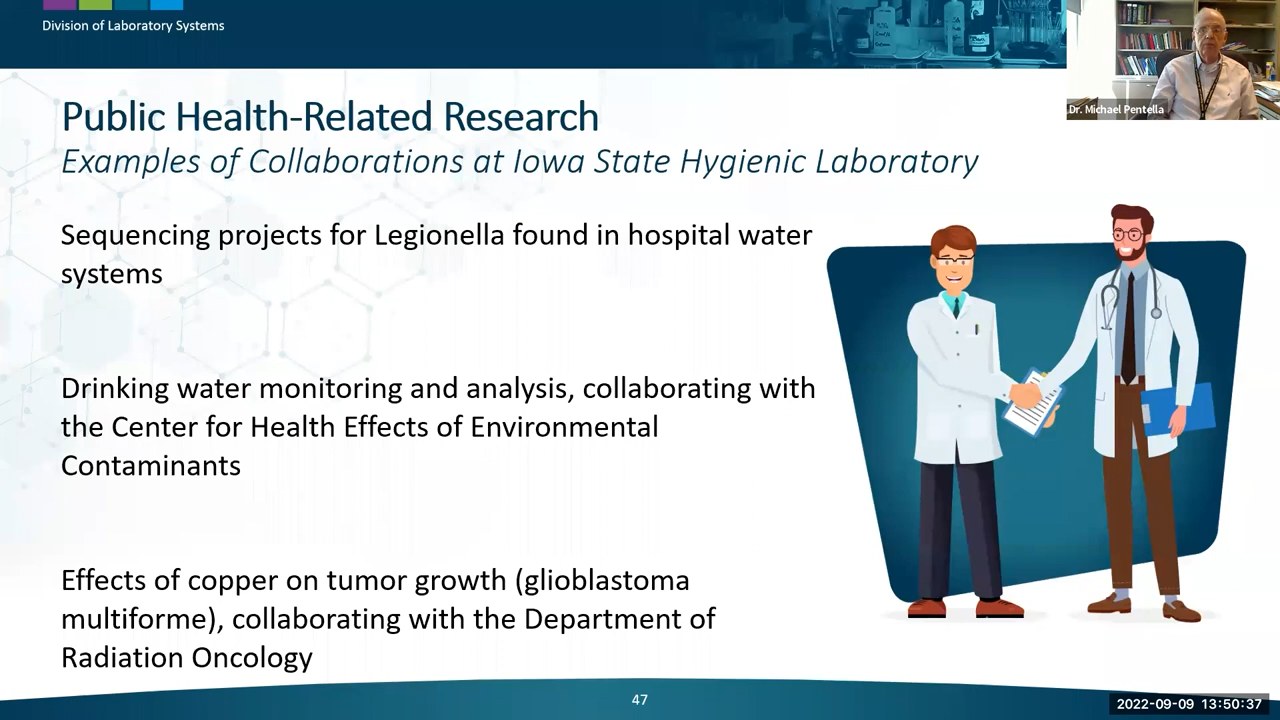 Division of Laboratory Systems
Dr. Michael Pentella
Public Health-Related Research
Examples of Collaborations at Iowa State Hygienic Laboratory
Sequencing projects for Legionella found in hospital water
systems
Drinking water monitoring and analysis, collaborating with
the Center for Health Effects of Environmental
Contaminants
Effects of copper on tumor growth (glioblastoma
multiforme), collaborating with the Department of
Radiation Oncology
47
2022-09-09 13:50:37